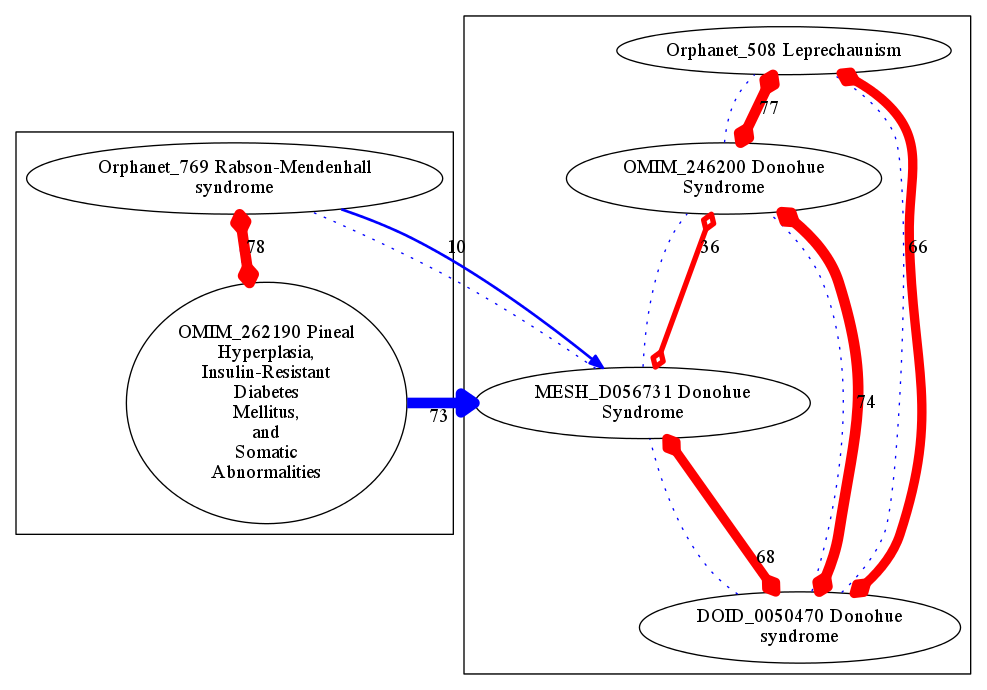 Orphanet_508 Leprechaunism
77
OMIM_246200 Donohue
Syndrome
Orphanet_769 Rabson-Mendenhall
syndrome
78
10
36
66
OMIM_262190 Pineal
Hyperplasia,
Insulin-Resistant
Diabetes
Mellitus,
and
Somatic
Abnormalities
73
MESH_D056731 Donohue
Syndrome
74
68
DOID_0050470 Donohue
syndrome